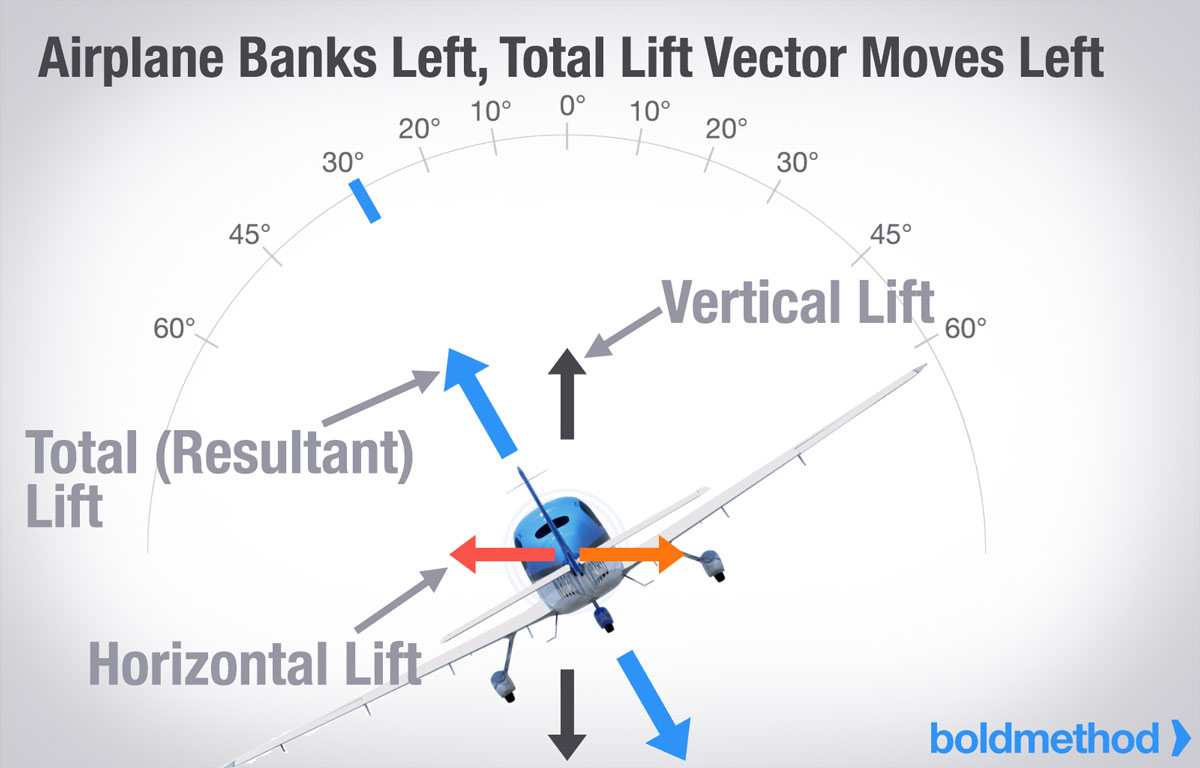 Airplane Banks Left, Total Lift Vector Moves Left
60°
45°
30°
20°
10°
0°
10°
20°
30°
45°
60°
Vertical Lift
Total (Resultant)
Lift
Horizontal Lift
boldmethod